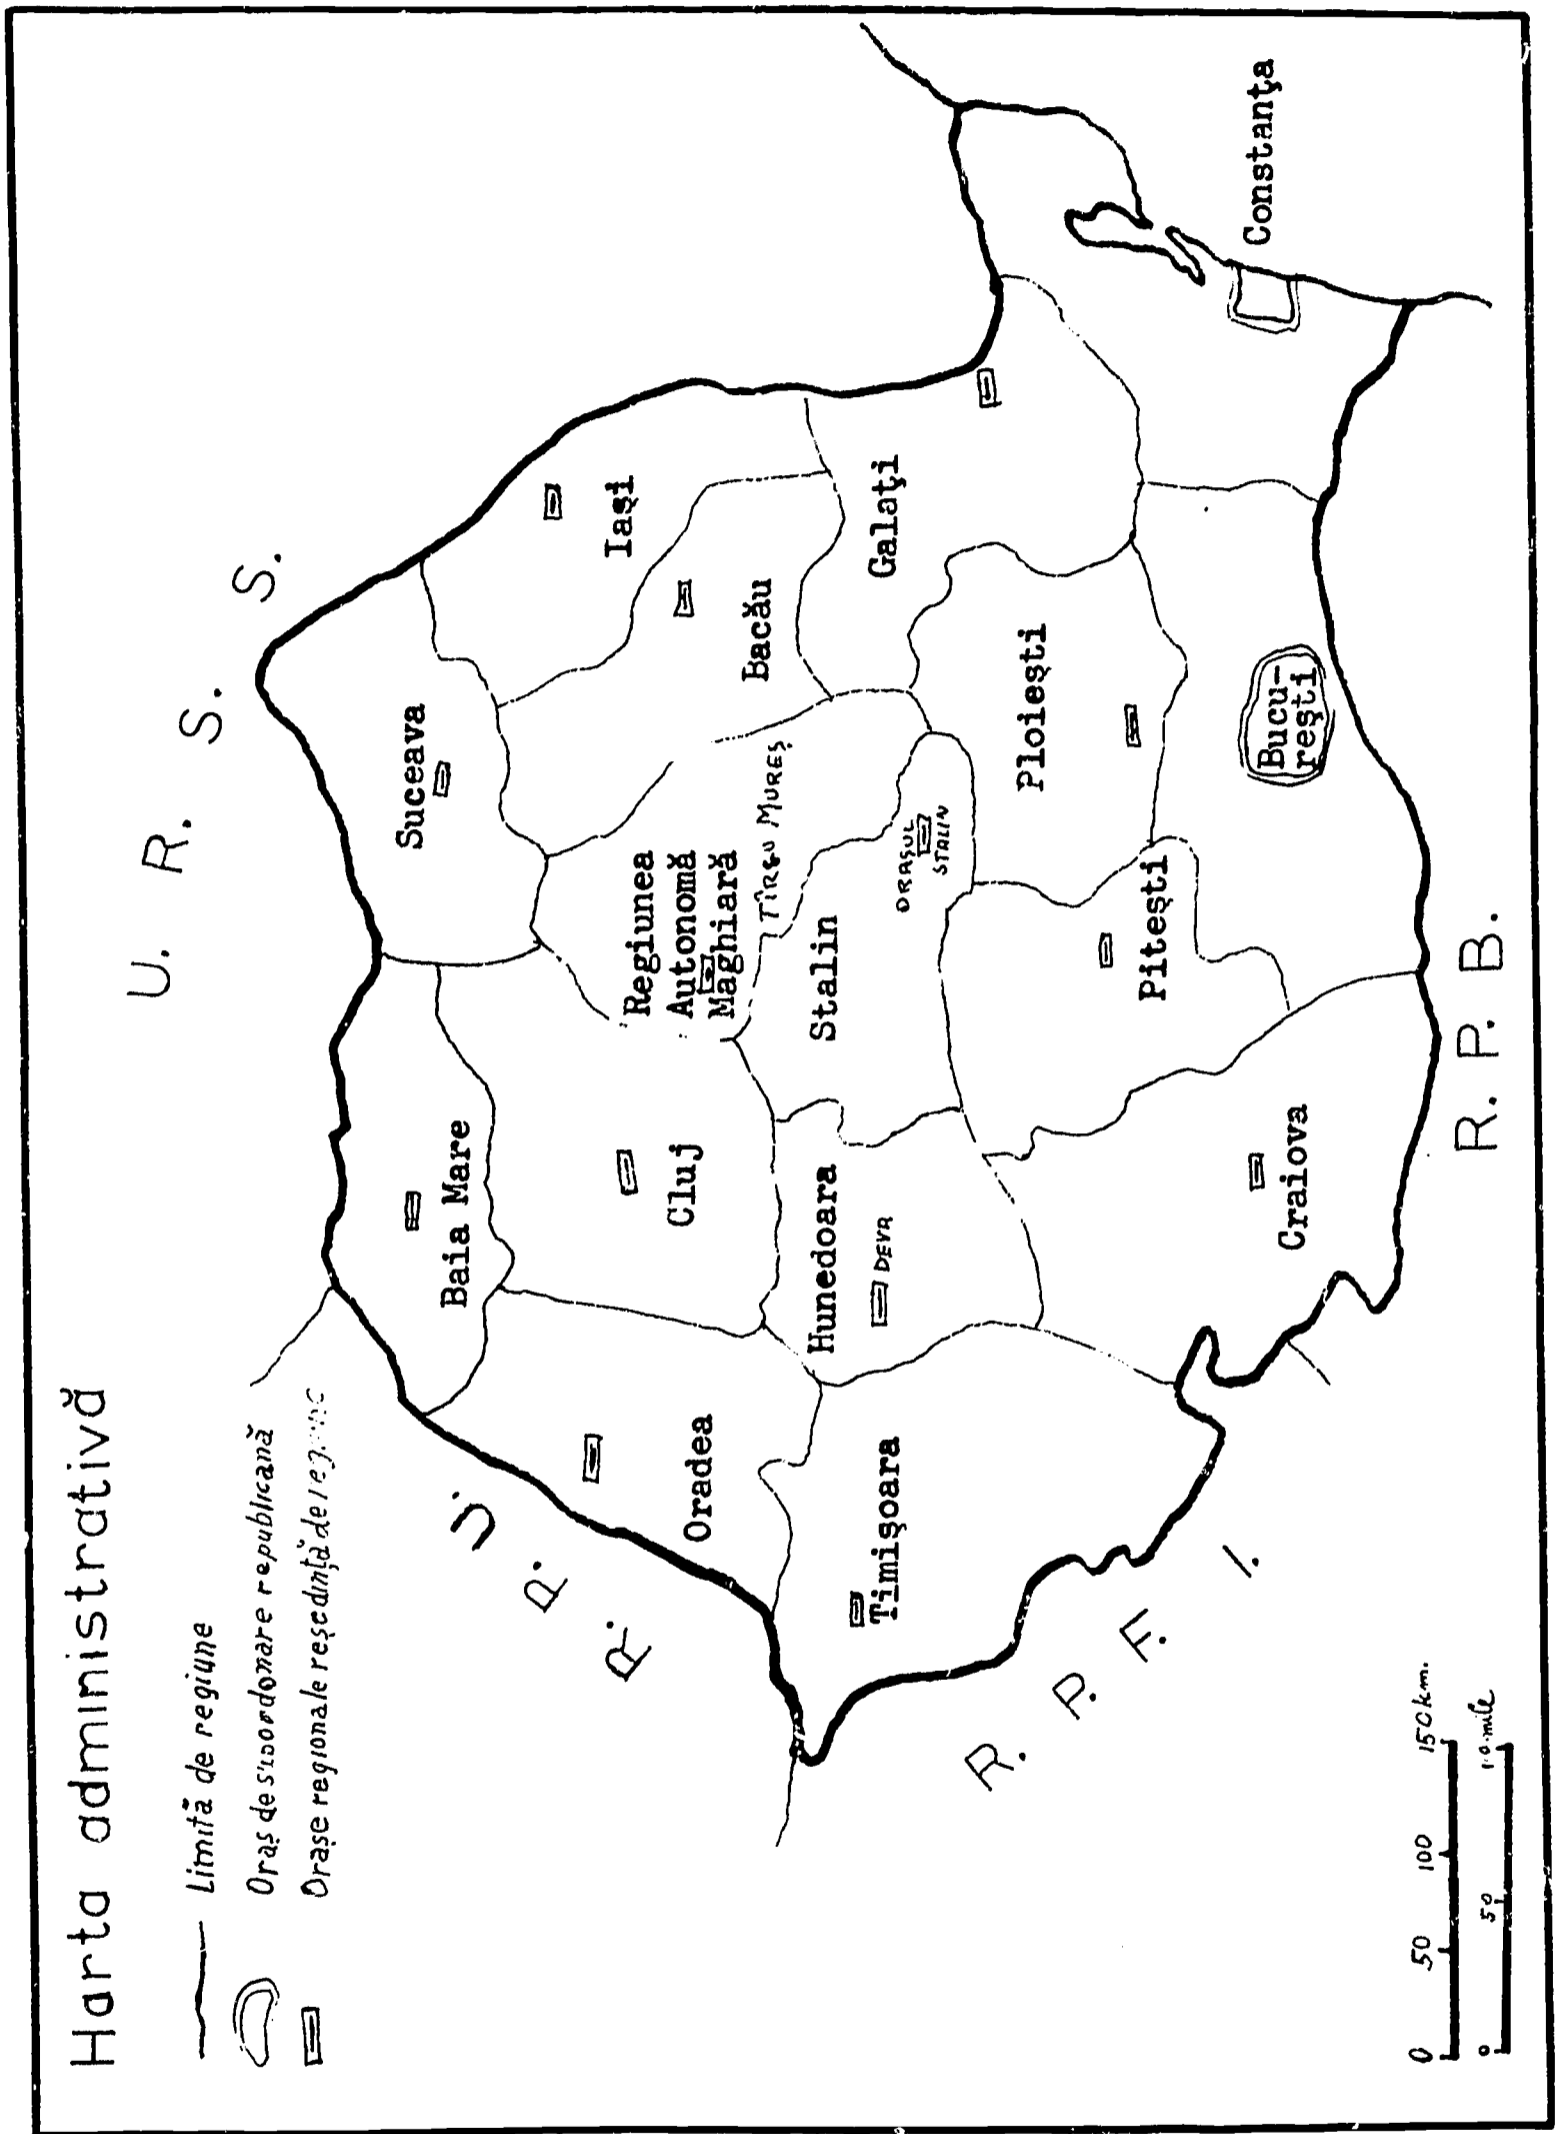 Harta administrativă
Limită de regiune
Oraș de subordonare republicană
Orașe regionale reședință de
U. R. S. S.
R. P. U.
R. P. F. I.
R. P. B.
Suceava
Baia Mare
Iași
Cluj
Oradea
Regiunea
Autonomă
Maghiară
TÎRGU MUREȘ
Bacău
Galați
Hunedoara
DEVA
Stalin
ORAȘUL
STALIN
Timișoara
Ploiești
Pitești
Craiova
Bucu-
rești
Constanța
0 50 100 150 km.
0 50 mile